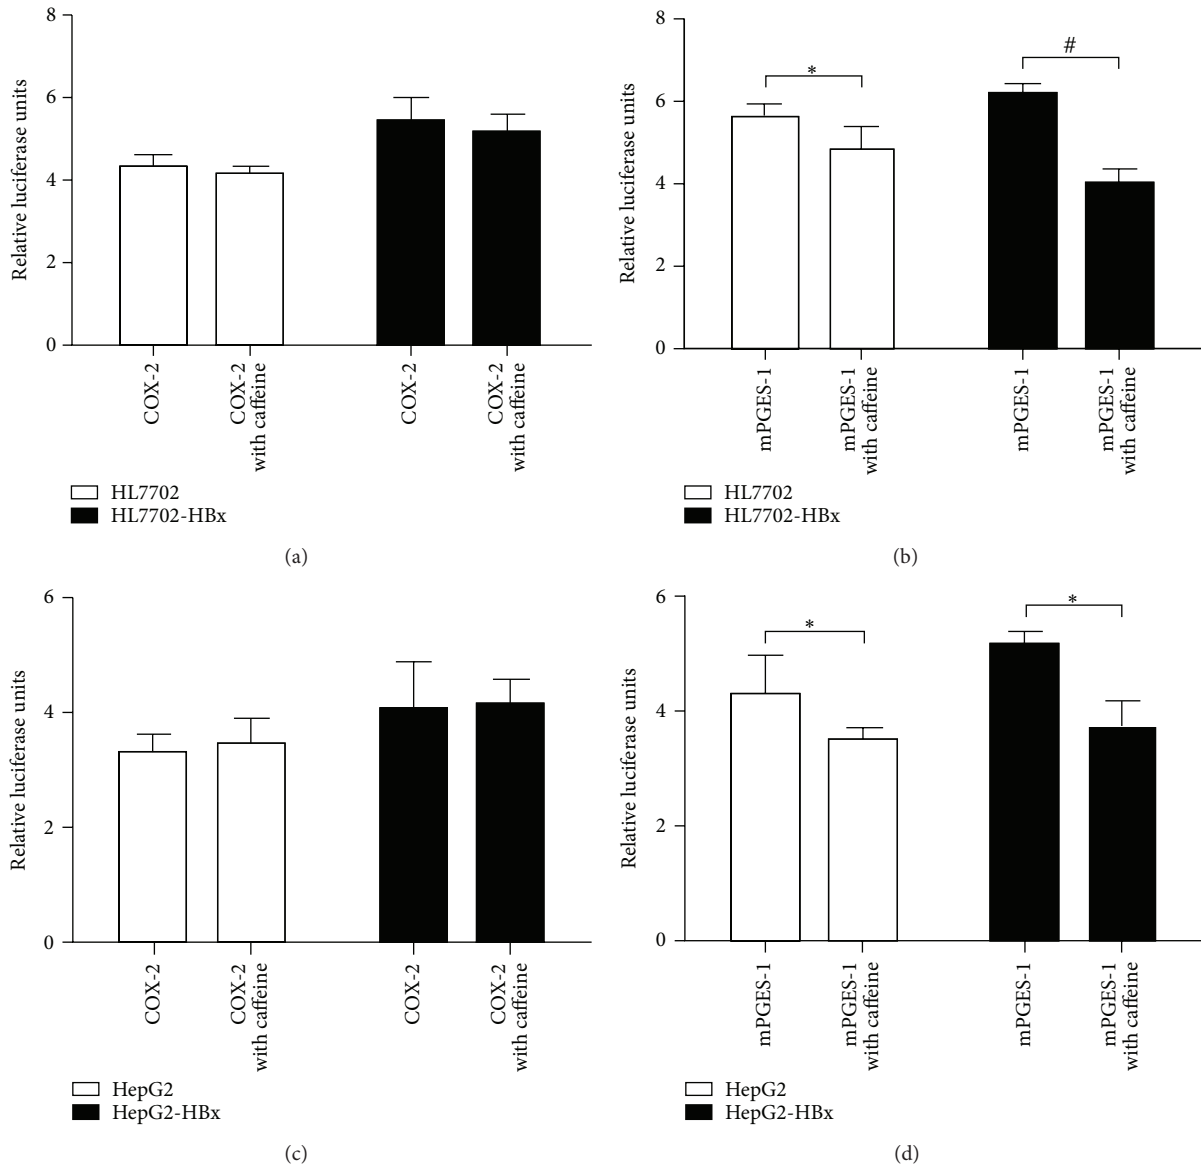 8
6
4
2
0
Relative luciferase units
COX-2
COX-2
with caffeine
COX-2
COX-2
with caffeine
HL7702
HL7702-HBx
(a)
8
6
4
2
0
Relative luciferase units
*
#
mPGES-1
mPGES-1
with caffeine
mPGES-1
mPGES-1
with caffeine
HL7702
HL7702-HBx
(b)
6
4
2
0
Relative luciferase units
COX-2
COX-2
with caffeine
COX-2
COX-2
with caffeine
HepG2
HepG2-HBx
(c)
6
4
2
0
Relative luciferase units
*
*
mPGES-1
mPGES-1
with caffeine
mPGES-1
mPGES-1
with caffeine
HepG2
HepG2-HBx
(d)